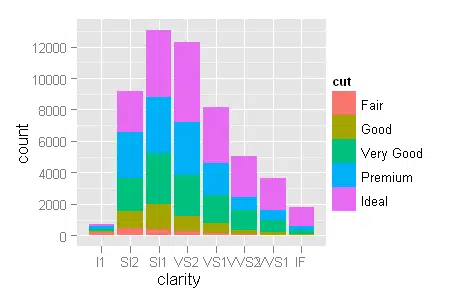 12000
10000
8000
6000
4000
2000
0
count
I1 SI2 SI1 VS2 VS1 VVS2 VVS1 IF
clarity
cut
Fair
Good
Very Good
Premium
Ideal